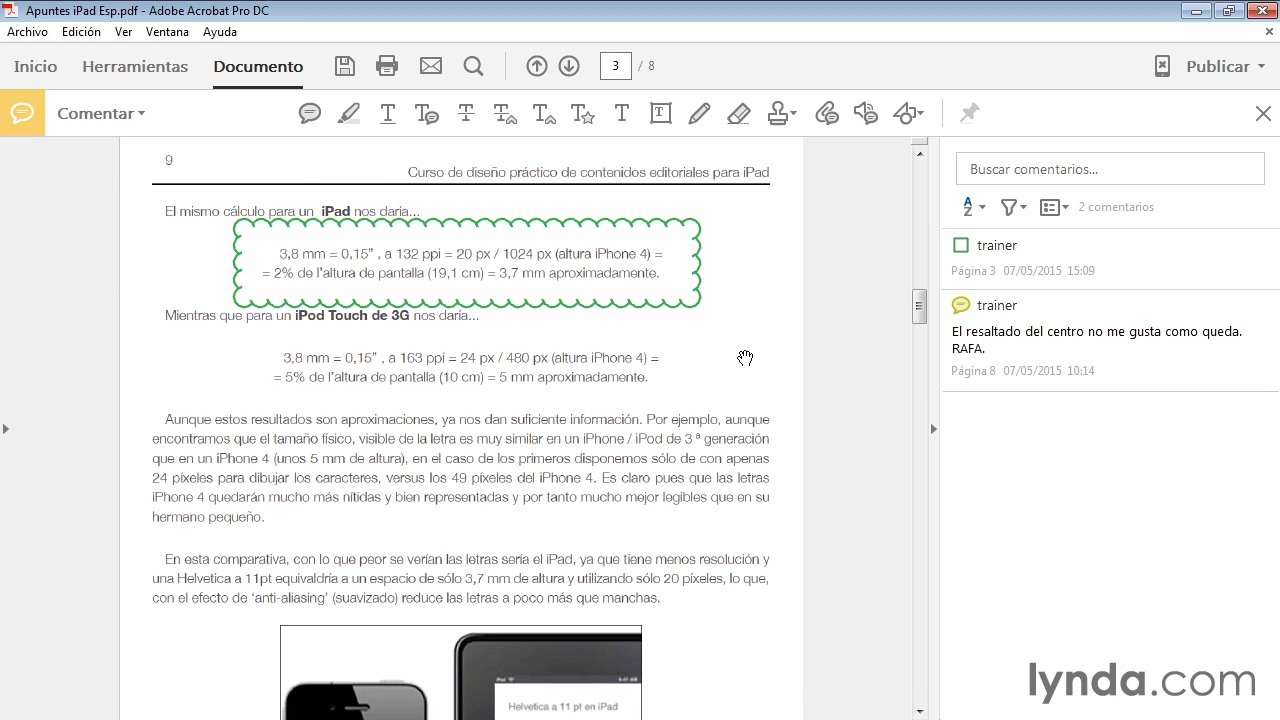 Apuntes iPad Esp.pdf - Adobe Acrobat Pro DC
Archivo Edición Ver Ventana Ayuda
Inicio Herramientas Documento 3 / 8 Publicar
Comentar
9
Curso de diseño práctico de contenidos editoriales para iPad
El mismo cálculo para un iPad nos daría...
3,8 mm = 0,15" , a 132 ppi = 20 px / 1024 px (altura iPhone 4) =
= 2% de l'altura de pantalla (19,1 cm) = 3,7 mm aproximadamente.
Mientras que para un iPod Touch de 3G nos daría...
3,8 mm = 0,15" , a 163 ppi = 24 px / 480 px (altura iPhone 4) =
= 5% de l'altura de pantalla (10 cm) = 5 mm aproximadamente.
Aunque estos resultados son aproximaciones, ya nos dan suficiente información. Por ejemplo, aunque
encontramos que el tamaño físico, visible de la letra es muy similar en un iPhone / iPod de 3 ª generación
que en un iPhone 4 (unos 5 mm de altura), en el caso de los primeros disponemos sólo de con apenas
24 píxeles para dibujar los caracteres, versus los 49 píxeles del iPhone 4. Es claro pues que las letras
iPhone 4 quedarán mucho más nítidas y bien representadas y por tanto mucho mejor legibles que en su
hermano pequeño.
En esta comparativa, con lo que peor se verían las letras sería el iPad, ya que tiene menos resolución y
una Helvetica a 11pt equivaldría a un espacio de sólo 3,7 mm de altura y utilizando sólo 20 píxeles, lo que,
con el efecto de 'anti-aliasing' (suavizado) reduce las letras a poco más que manchas.
Helvetica a 11 pt en iPad
Buscar comentarios...
2 comentarios
trainer
Página 3 07/05/2015 15:09
trainer
El resaltado del centro no me gusta como queda.
RAFA.
Página 8 07/05/2015 10:14
lynda.com